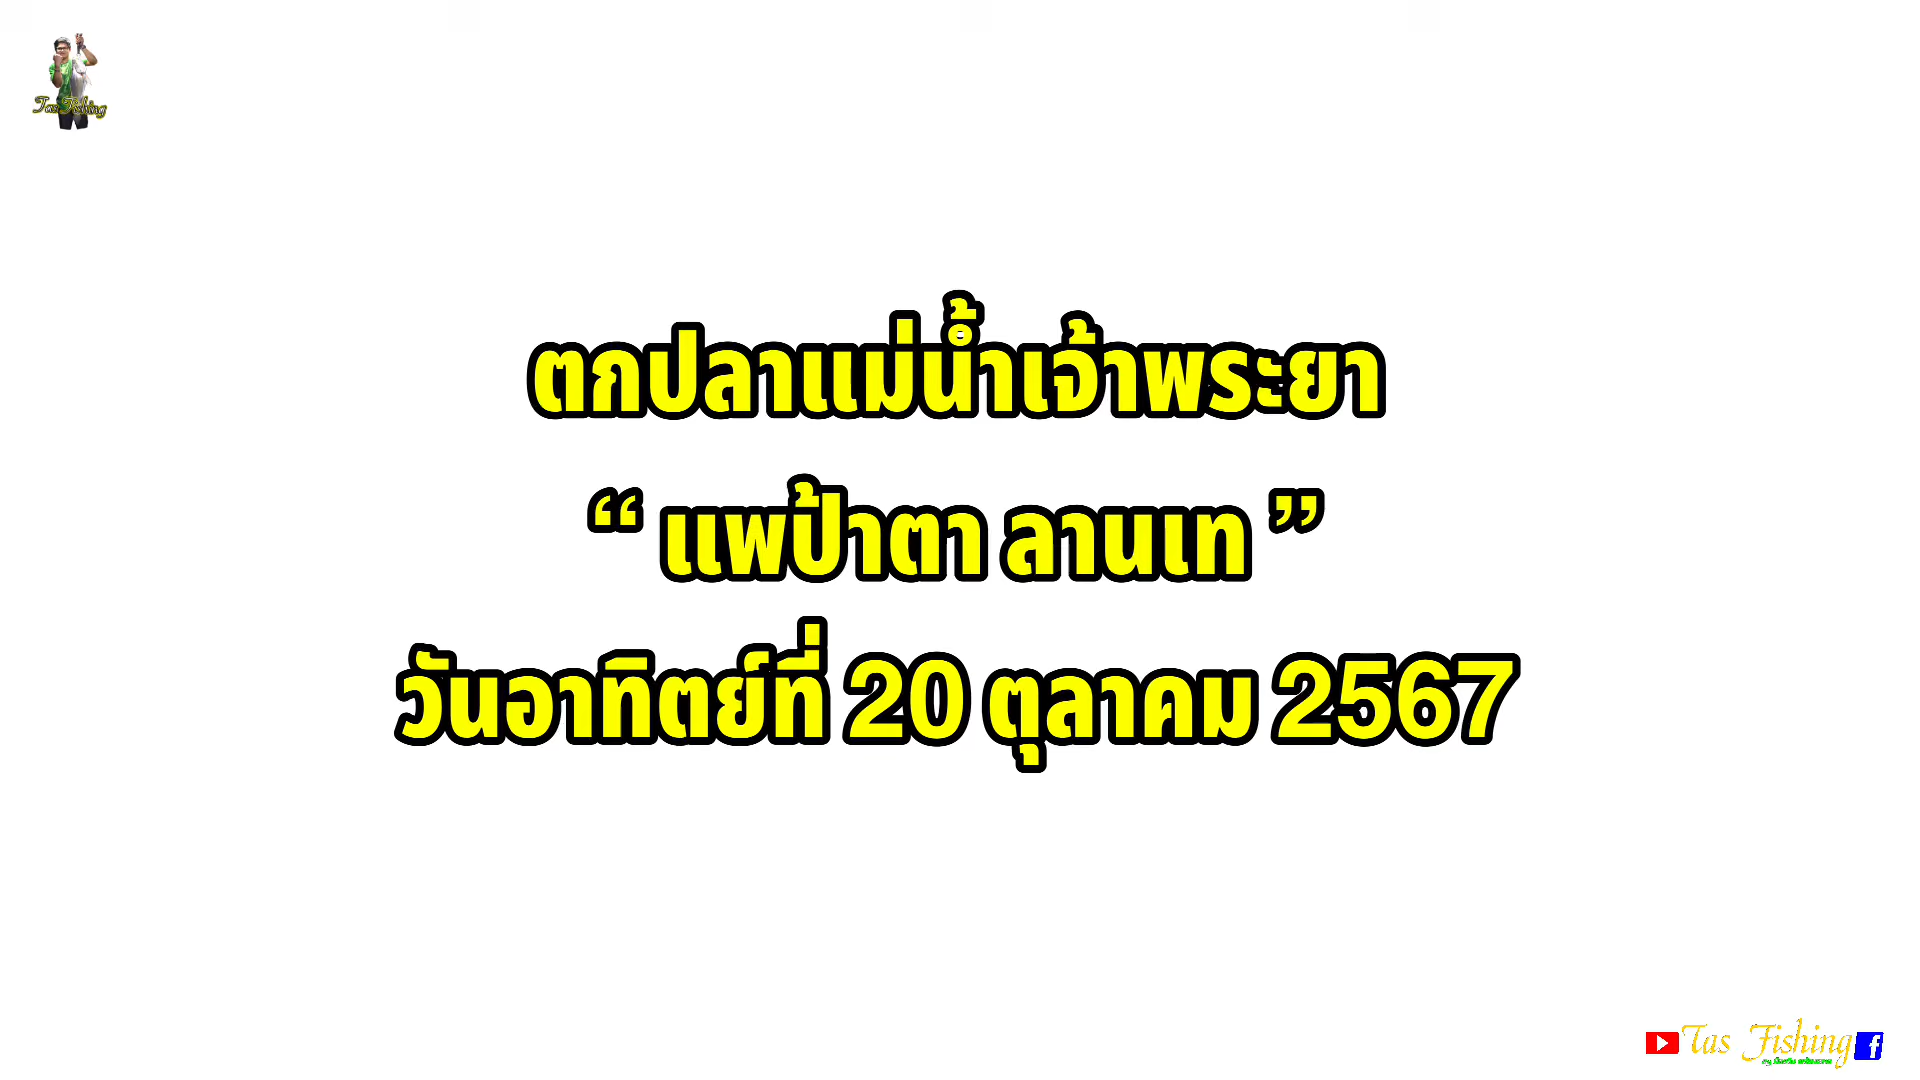 Tas Fishing
ตกปลาแม่น้ำเจ้าพระยา
“ แพป้าตา ลานเท ”
วันอาทิตย์ที่ 20 ตุลาคม 2567
Tas Fishing